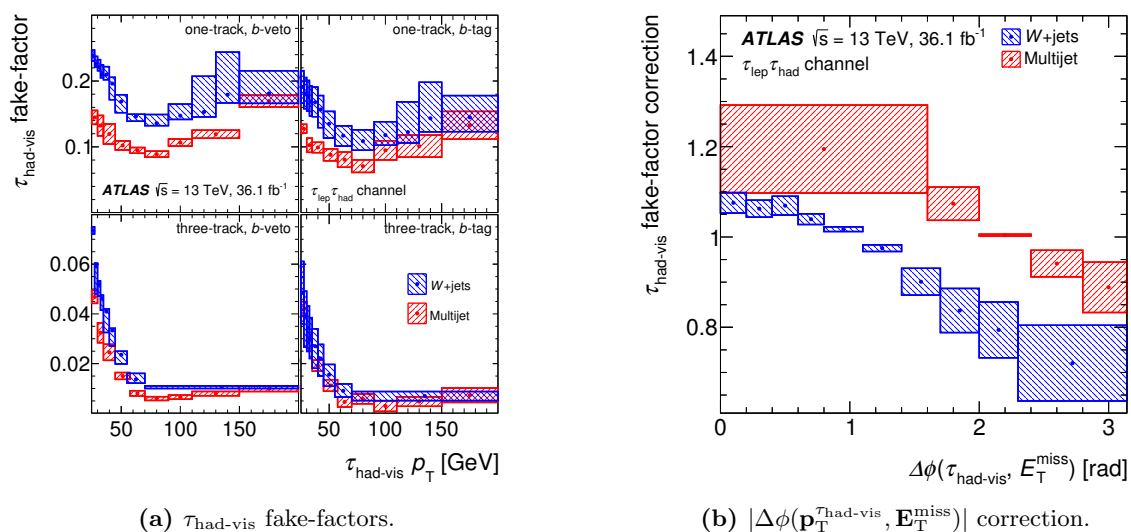 one-track, b-veto
one-track, b-tag
0.2
0.1
τhad-vis fake-factor
ATLAS √s = 13 TeV, 36.1 fb⁻¹
τlepτhad channel
three-track, b-veto
three-track, b-tag
0.06
0.04
0.02
W+jets
Multijet
50 100 150
50 100 150
τhad-vis pT [GeV]
(a) τhad-vis fake-factors.
1.4
1.2
1
0.8
τhad-vis fake-factor correction
ATLAS √s = 13 TeV, 36.1 fb⁻¹
τlepτhad channel
W+jets
Multijet
0 1 2 3
Δϕ(τhad-vis, ETmiss) [rad]
(b) |Δϕ(pTτhad-vis, ETmiss)| correction.